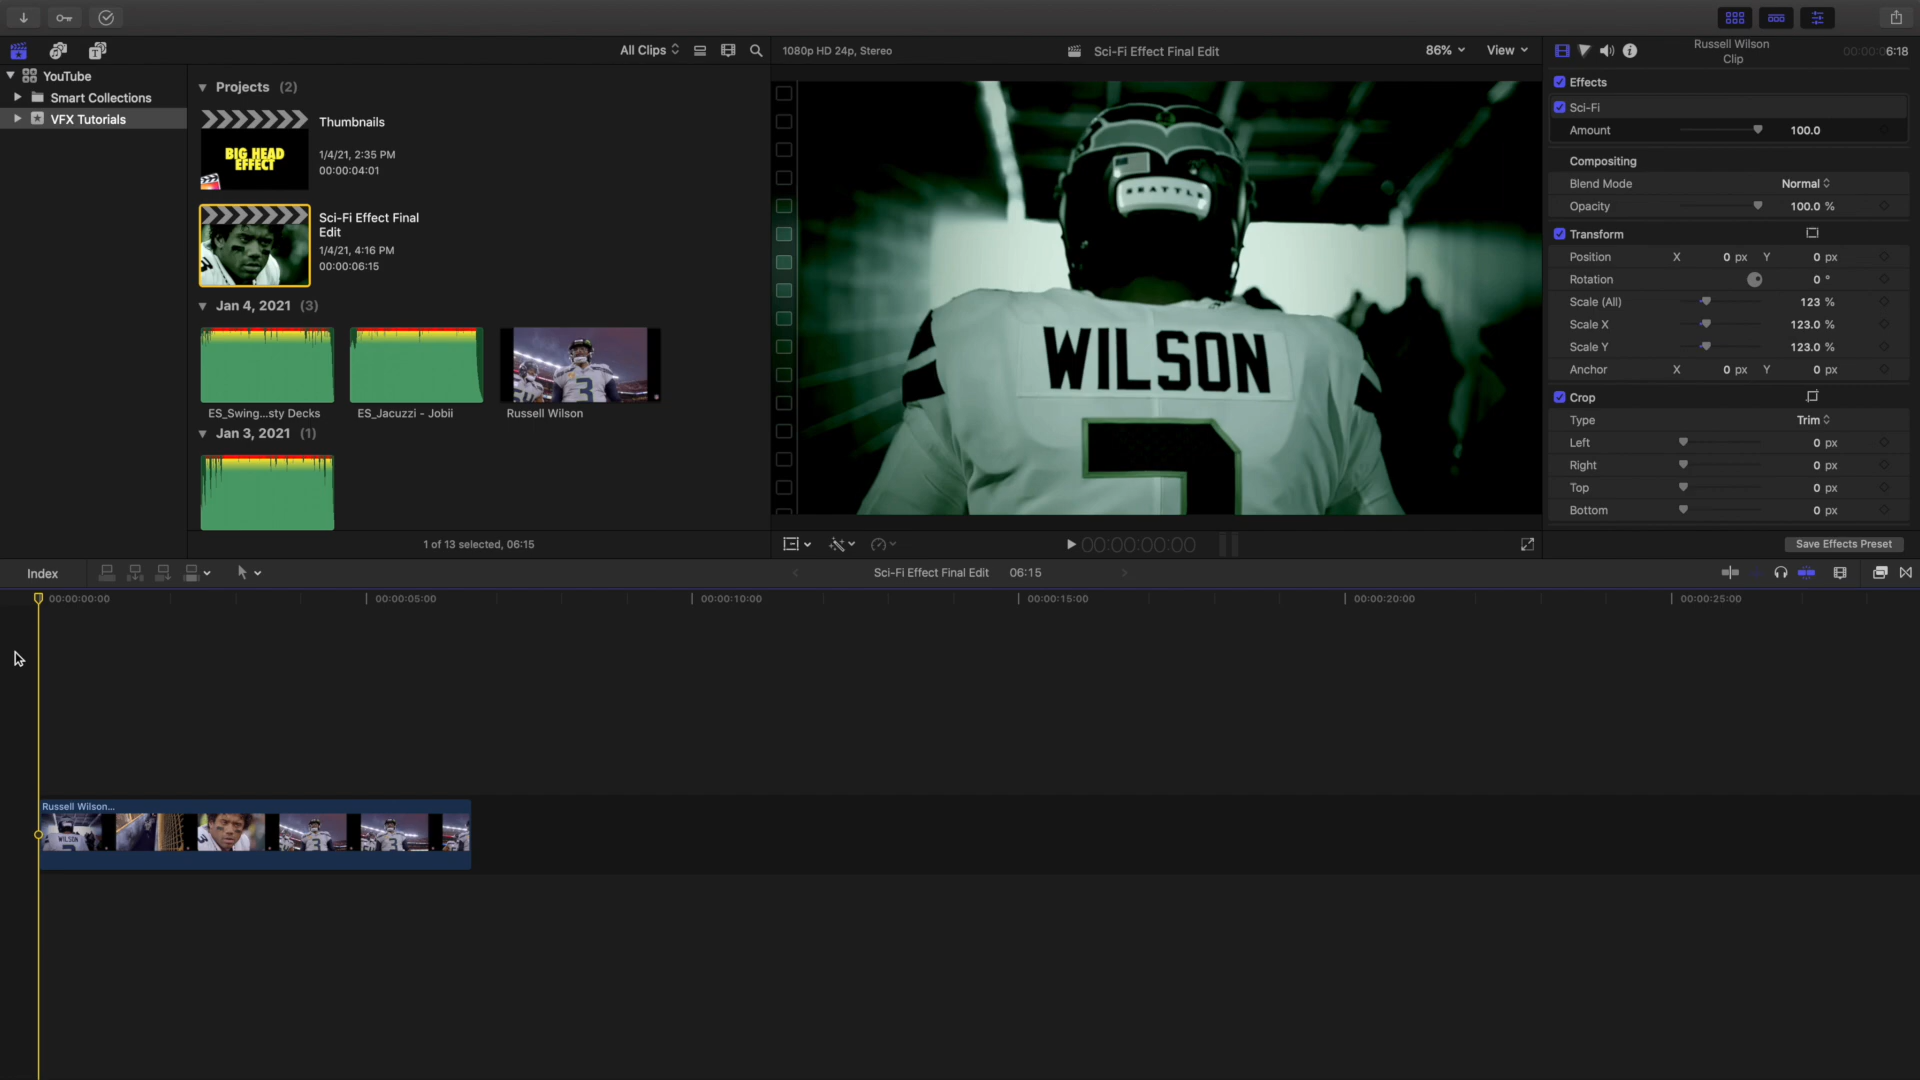 All Clips
1080p HD 24p, Stereo
Sci-Fi Effect Final Edit
86%
View
Russell Wilson
Clip
00:00:06:18
YouTube
Smart Collections
VFX Tutorials
Projects (2)
Thumbnails
1/4/21, 2:35 PM
00:00:04:01
BIG HEAD
EFFECT
Sci-Fi Effect Final
Edit
1/4/21, 4:16 PM
00:00:06:15
Jan 4, 2021 (3)
ES_Swing...sty Decks
ES_Jacuzzi - Jobii
Russell Wilson
Jan 3, 2021 (1)
1 of 13 selected, 06:15
SEATTLE
WILSON
3
00:00:00:00
Effects
Sci-Fi
Amount 100.0
Compositing
Blend Mode Normal
Opacity 100.0 %
Transform
Position X 0 px Y 0 px
Rotation 0 °
Scale (All) 123 %
Scale X 123.0 %
Scale Y 123.0 %
Anchor X 0 px Y 0 px
Crop
Type Trim
Left 0 px
Right 0 px
Top 0 px
Bottom 0 px
Save Effects Preset
Index
Sci-Fi Effect Final Edit 06:15
00:00:00:00
00:00:05:00
00:00:10:00
00:00:15:00
00:00:20:00
00:00:25:00
Russell Wilson...
WILSON